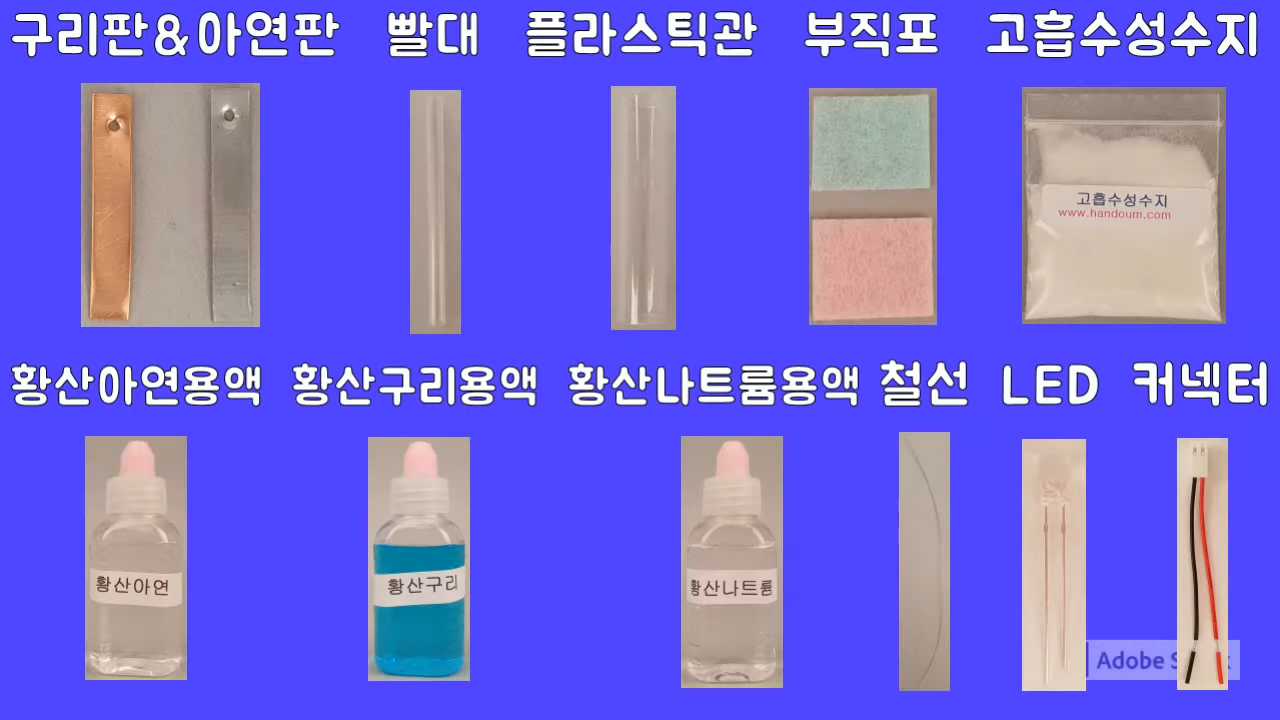 구리판&아연판 빨대 플라스틱관 부직포 고흡수성수지
고흡수성수지
www.handoum.com
황산아연용액 황산구리용액 황산나트륨용액 철선 LED 커넥터
황산아연
황산구리
황산나트륨
Adobe